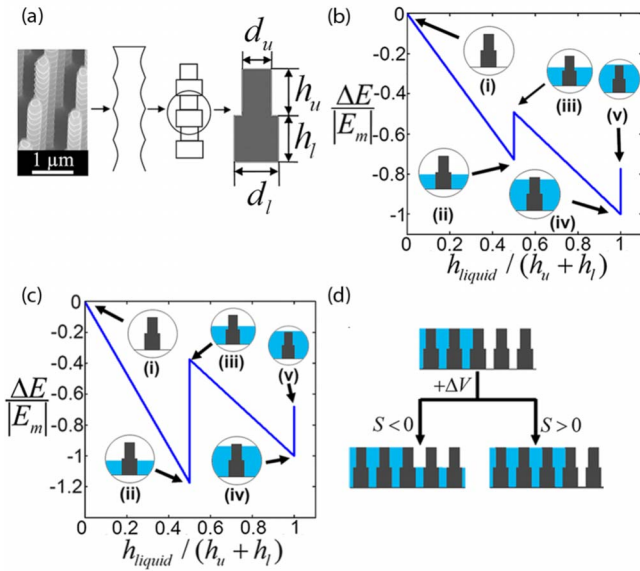 (a)
1 μm
d_u
h_u
h_l
d_l
(b)
ΔE
|E_m|
0
-0.2
-0.4
-0.6
-0.8
-1
0 0.2 0.4 0.6 0.8 1
h_liquid / (h_u + h_l)
(i)
(ii)
(iii)
(iv)
(v)
(c)
ΔE
|E_m|
0
-0.2
-0.4
-0.6
-0.8
-1
-1.2
0 0.2 0.4 0.6 0.8 1
h_liquid / (h_u + h_l)
(i)
(ii)
(iii)
(iv)
(v)
(d)
+ΔV
S < 0 S > 0